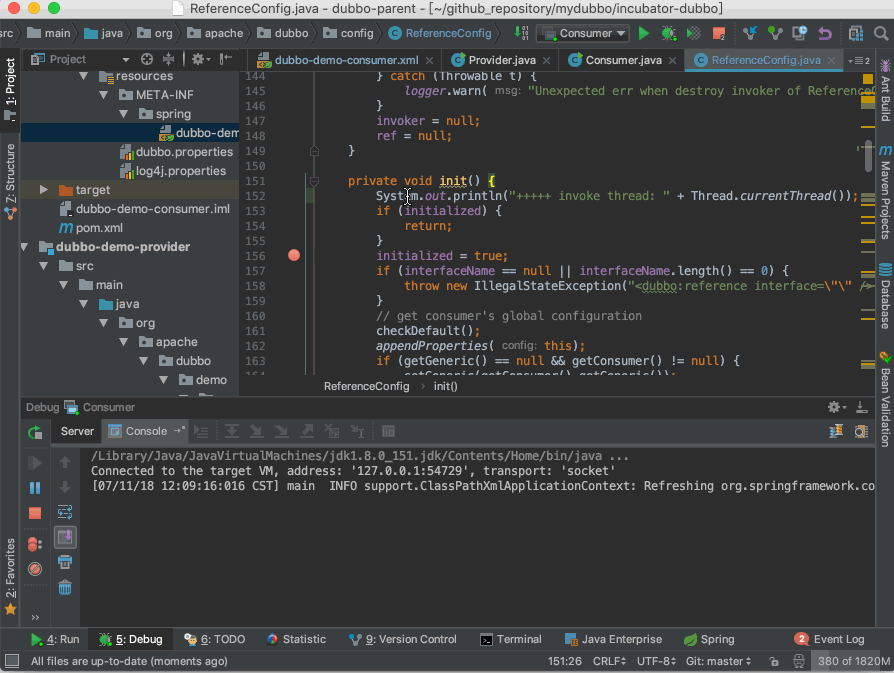 ReferenceConfig.java - dubbo-parent - [~/github_repository/mydubbo/incubator-dubbo]
src main java org apache dubbo config ReferenceConfig Consumer
Project
dubbo-demo-consumer.xml Provider.java Consumer.java ReferenceConfig.java 2
1: Project
Z: Structure
2: Favorites
resources
META-INF
spring
dubbo-dem
dubbo.properties
log4j.properties
target
dubbo-demo-consumer.iml
pom.xml
dubbo-demo-provider
src
main
java
org
apache
dubbo
demo
144 } catch (Throwable t) {
145 logger.warn( msg: "Unexpected err when destroy invoker of ReferenceC
146 }
147 invoker = null;
148 ref = null;
149 }
150
151 private void init() {
152 System.out.println("+++++ invoke thread: " + Thread.currentThread());
153 if (initialized) {
154 return;
155 }
156 initialized = true;
157 if (interfaceName == null || interfaceName.length() == 0) {
158 throw new IllegalStateException("<dubbo:reference interface=\"\" />
159 }
160 // get consumer's global configuration
161 checkDefault();
162 appendProperties( config: this);
163 if (getGeneric() == null && getConsumer() != null) {
164 setGeneric(getConsumer().getGeneric());
ReferenceConfig › init()
Ant Build
Maven Projects
Database
Bean Validation
Debug Consumer
Server Console
/Library/Java/JavaVirtualMachines/jdk1.8.0_151.jdk/Contents/Home/bin/java ...
Connected to the target VM, address: '127.0.0.1:54729', transport: 'socket'
[07/11/18 12:09:16:016 CST] main  INFO support.ClassPathXmlApplicationContext: Refreshing org.springframework.co
4: Run 5: Debug 6: TODO Statistic 9: Version Control Terminal Java Enterprise Spring 2 Event Log
All files are up-to-date (moments ago) 151:26 CRLF UTF-8 Git: master 380 of 1820M